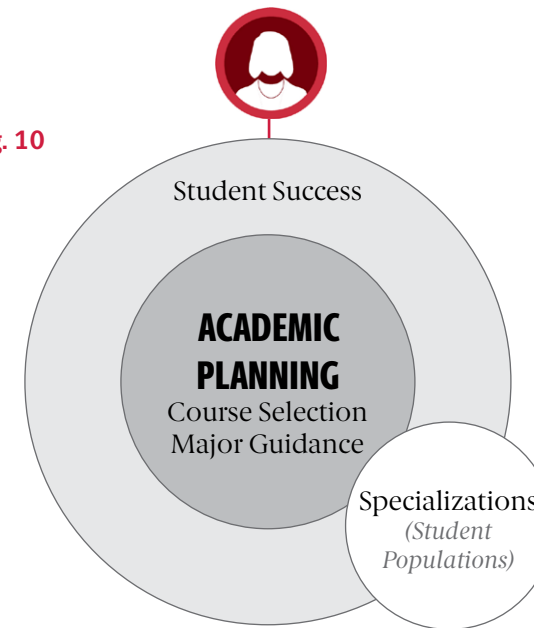 g. 10
Student Success
ACADEMIC
PLANNING
Course Selection
Major Guidance
Specializations
(Student
Populations)